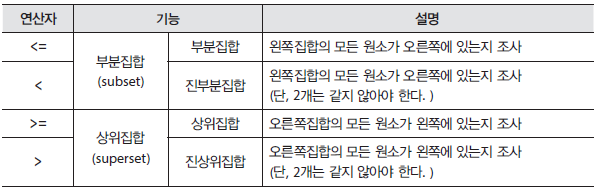 연산자 기능 설명
<= 부분집합 (subset) 부분집합 왼쪽집합의 모든 원소가 오른쪽에 있는지 조사
< 진부분집합 왼쪽집합의 모든 원소가 오른쪽에 있는지 조사
(단, 2개는 같지 않아야 한다. )
>= 상위집합 (superset) 상위집합 오른쪽집합의 모든 원소가 왼쪽에 있는지 조사
> 진상위집합 오른쪽집합의 모든 원소가 왼쪽에 있는지 조사
(단, 2개는 같지 않아야 한다. )